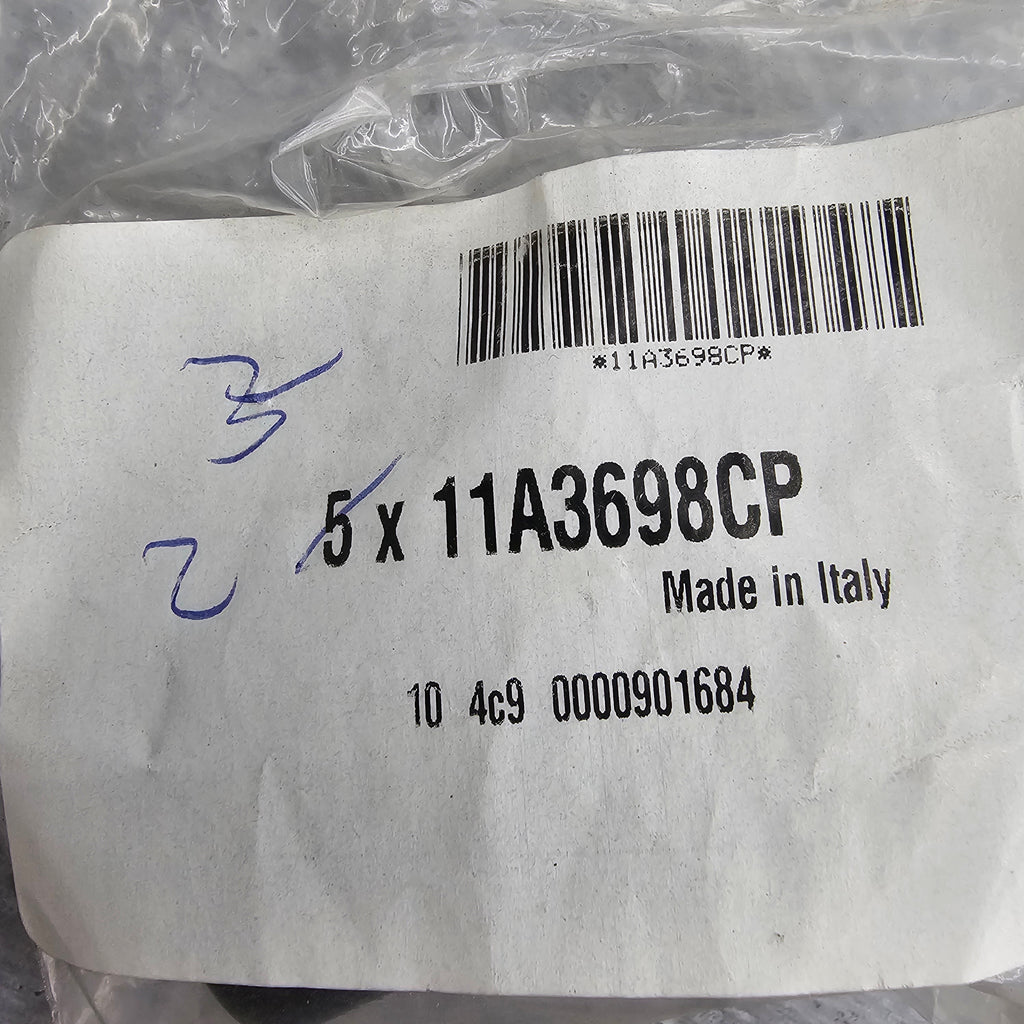 *11A3698CP*
3
5 x 11A3698CP
2
Made in Italy
10 4c9 0000901684